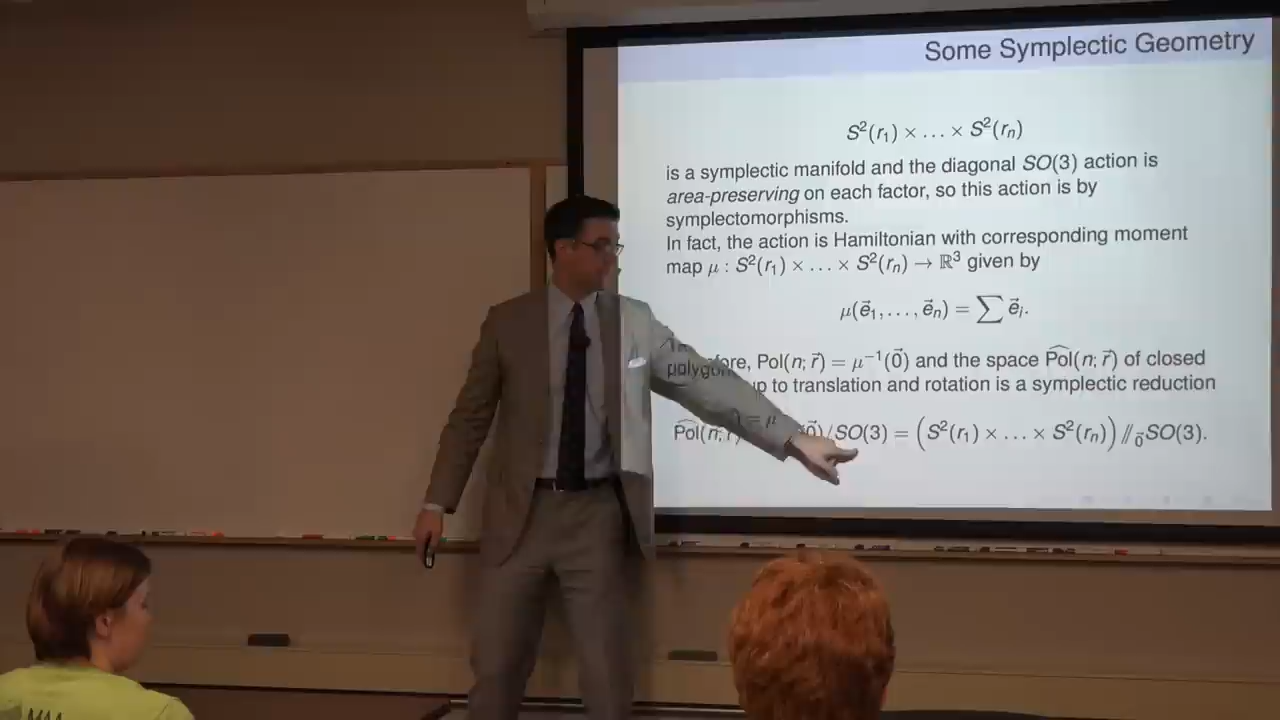 Some Symplectic Geometry
S²(r₁) × … × S²(rₙ)
is a symplectic manifold and the diagonal SO(3) action is
area-preserving on each factor, so this action is by
symplectomorphisms.
In fact, the action is Hamiltonian with corresponding moment
map μ : S²(r₁) × … × S²(rₙ) → ℝ³ given by
μ(e⃗₁, …, e⃗ₙ) = ∑ e⃗ᵢ.
Pol(n; r⃗) = μ⁻¹(0⃗) and the space P̂ol(n; r⃗) of closed
up to translation and rotation is a symplectic reduction
P̂ol(n; r⃗) = μ⁻¹(0⃗)/SO(3) = (S²(r₁) × … × S²(rₙ)) //₀⃗ SO(3).